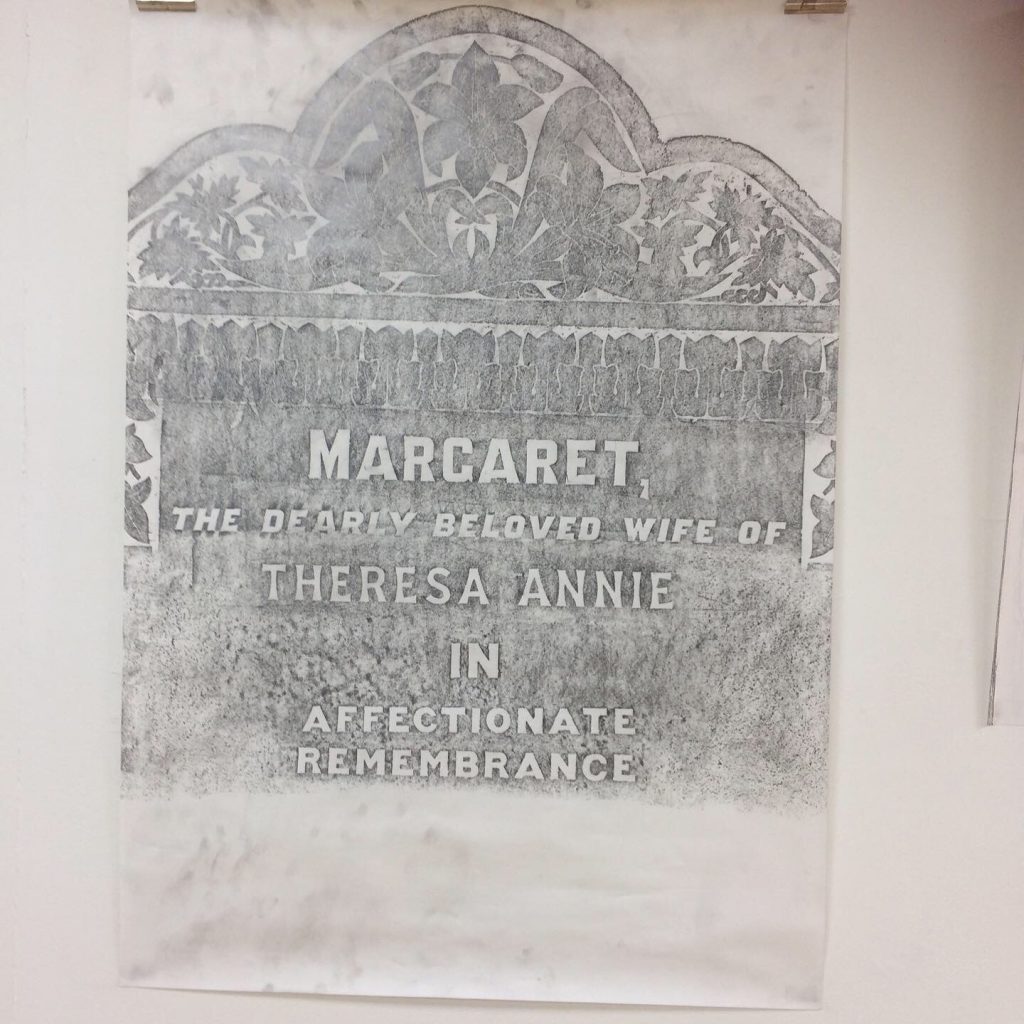 MARGARET,
THE DEARLY BELOVED WIFE OF
THERESA ANNIE
IN
AFFECTIONATE
REMEMBRANCE